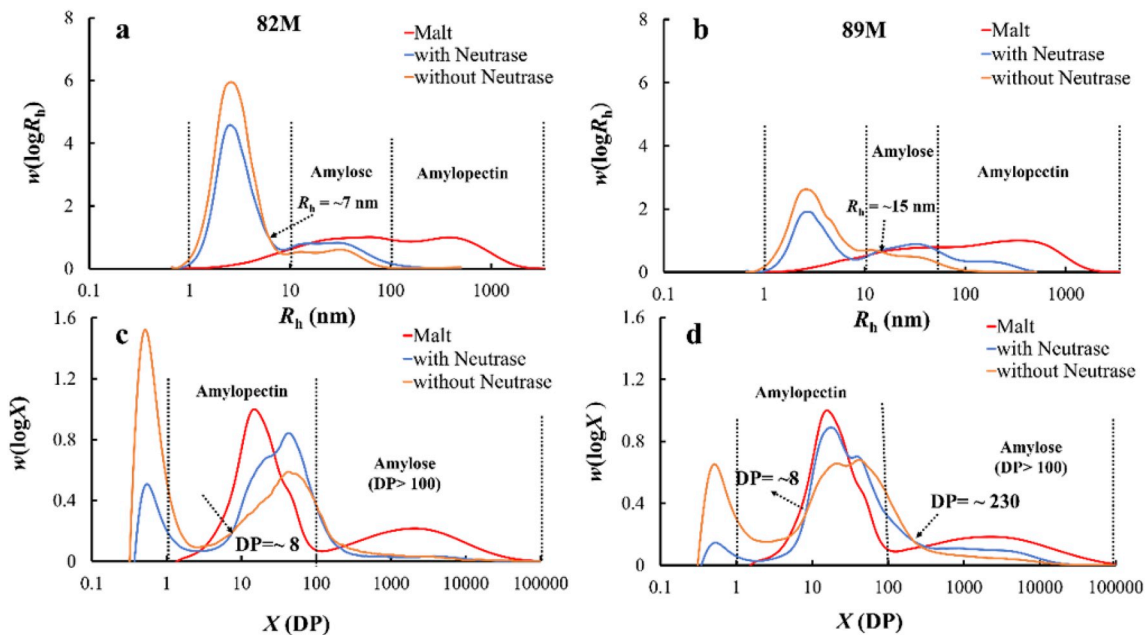 a
82M
Malt
with Neutrase
without Neutrase
Amylose
Amylopectin
Rh = ~7 nm
w(logRh)
8
6
4
2
0
0.1 1 10 100 1000
Rh (nm)
b
89M
Malt
with Neutrase
without Neutrase
Amylose
Amylopectin
Rh = ~15 nm
w(logRh)
8
6
4
2
0
0.1 1 10 100 1000
Rh (nm)
c
Malt
with Neutrase
without Neutrase
Amylopectin
Amylose
(DP> 100)
DP=~ 8
w(logX)
1.6
1.2
0.8
0.4
0
0.1 1 10 100 1000 10000 100000
X (DP)
d
Malt
with Neutrase
without Neutrase
Amylopectin
Amylose
(DP> 100)
DP= ~8
DP= ~ 230
w(logX)
1.6
1.2
0.8
0.4
0.0
0.1 1 10 100 1000 10000 100000
X (DP)